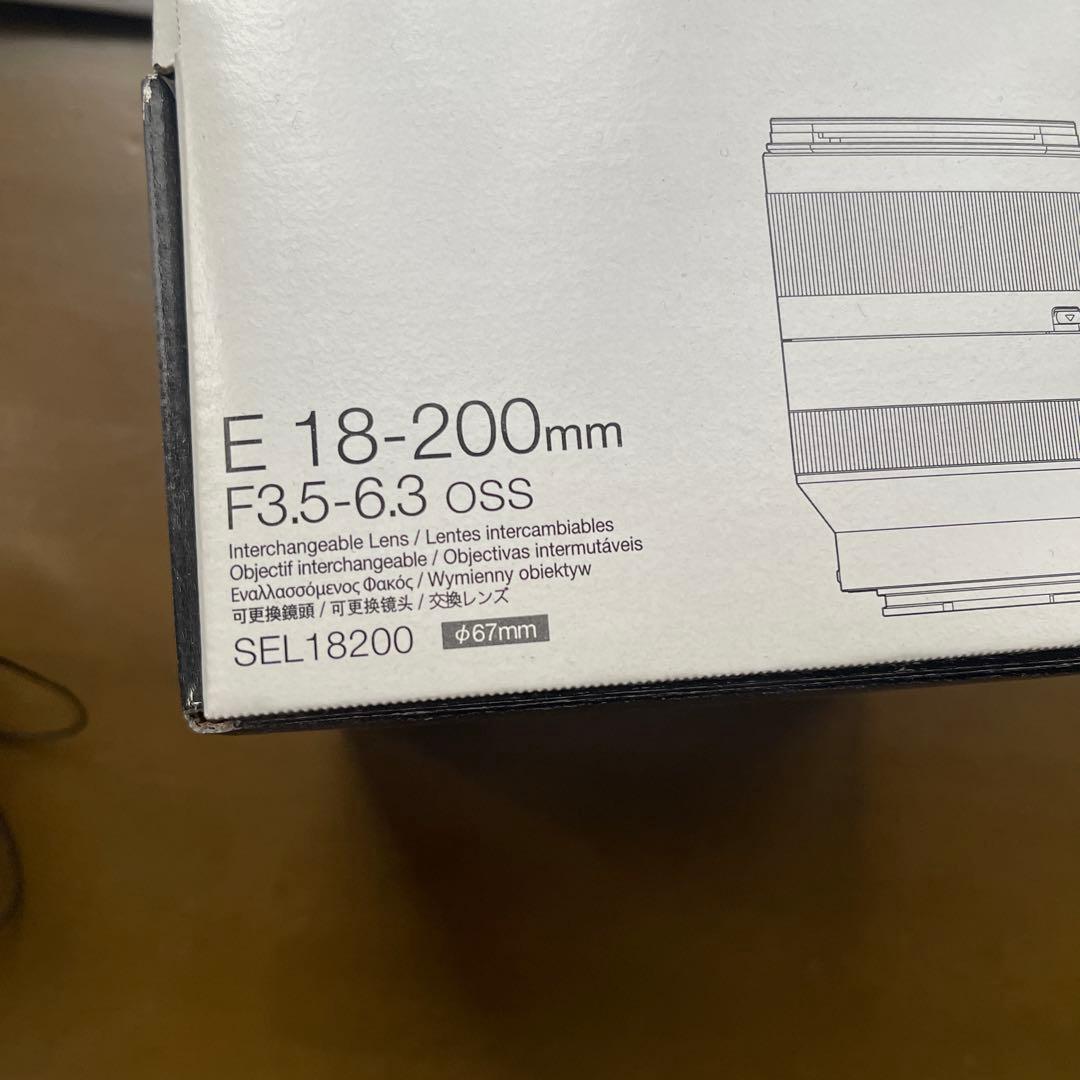 E 18-200mm
F3.5-6.3 OSS
Interchangeable Lens / Lentes intercambiables
Objectif interchangeable / Objectivas intermutáveis
Εναλλασσόμενος Φακός / Wymienny obiektyw
可更換鏡頭 / 可更换镜头 / 交換レンズ
SEL18200 ϕ67mm